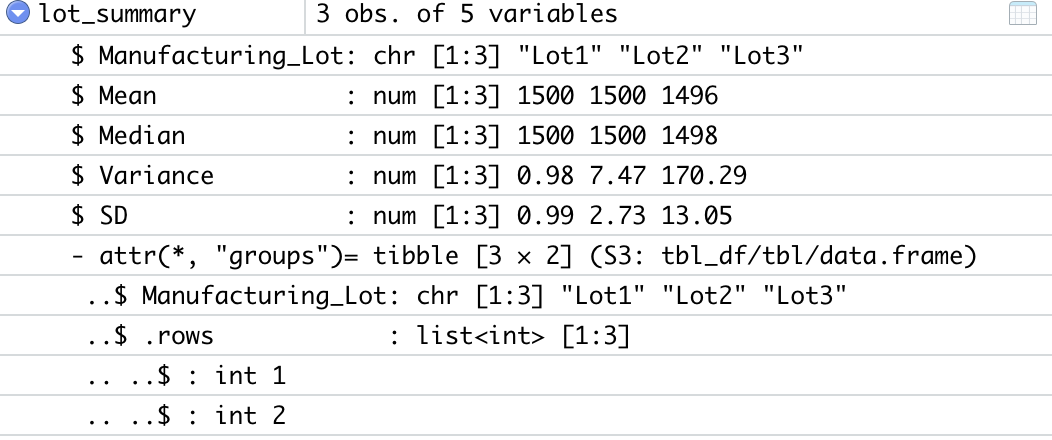 lot_summary 3 obs. of 5 variables
$ Manufacturing_Lot: chr [1:3] "Lot1" "Lot2" "Lot3"
$ Mean : num [1:3] 1500 1500 1496
$ Median : num [1:3] 1500 1500 1498
$ Variance : num [1:3] 0.98 7.47 170.29
$ SD : num [1:3] 0.99 2.73 13.05
- attr(*, "groups")= tibble [3 × 2] (S3: tbl_df/tbl/data.frame)
..$ Manufacturing_Lot: chr [1:3] "Lot1" "Lot2" "Lot3"
..$ .rows : list<int> [1:3]
.. ..$ : int 1
.. ..$ : int 2